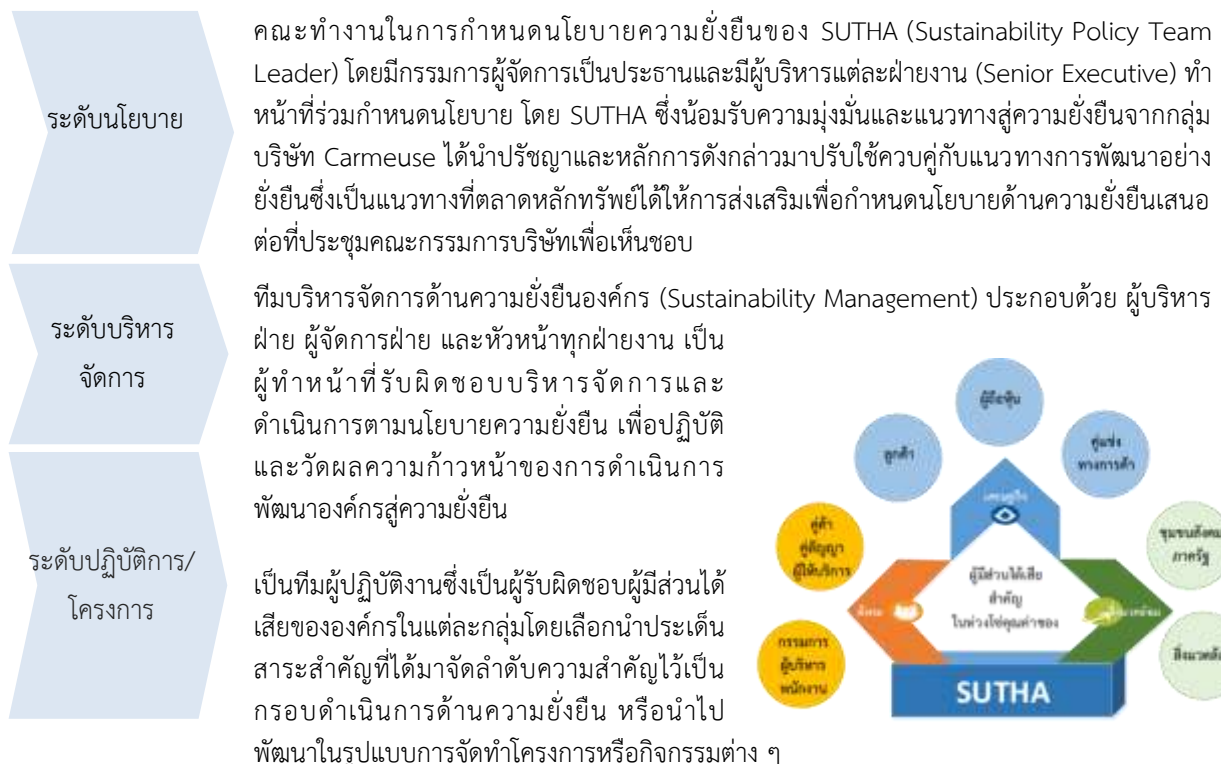 ระดับนโยบาย
คณะทำงานในการกำหนดนโยบายความยั่งยืนของ SUTHA (Sustainability Policy Team
Leader) โดยมีกรรมการผู้จัดการเป็นประธานและมีผู้บริหารแต่ละฝ่ายงาน (Senior Executive) ทำ
หน้าที่ร่วมกำหนดนโยบาย โดย SUTHA ซึ่งน้อมรับความมุ่งมั่นและแนวทางสู่ความยั่งยืนจากกลุ่ม
บริษัท Carmeuse ได้นำปรัชญาและหลักการดังกล่าวมาปรับใช้ควบคู่กับแนวทางการพัฒนาอย่าง
ยั่งยืนซึ่งเป็นแนวทางที่ตลาดหลักทรัพย์ได้ให้การส่งเสริมเพื่อกำหนดนโยบายด้านความยั่งยืนเสนอ
ต่อที่ประชุมคณะกรรมการบริษัทเพื่อเห็นชอบ
ระดับบริหาร
จัดการ
ทีมบริหารจัดการด้านความยั่งยืนองค์กร (Sustainability Management) ประกอบด้วย ผู้บริหาร
ฝ่าย ผู้จัดการฝ่าย และหัวหน้าทุกฝ่ายงาน เป็น
ผู้ทำหน้าที่รับผิดชอบบริหารจัดการและ
ดำเนินการตามนโยบายความยั่งยืน เพื่อปฏิบัติ
และวัดผลความก้าวหน้าของการดำเนินการ
พัฒนาองค์กรสู่ความยั่งยืน
ระดับปฏิบัติการ/
โครงการ
เป็นทีมผู้ปฏิบัติงานซึ่งเป็นผู้รับผิดชอบผู้มีส่วนได้
เสียขององค์กรในแต่ละกลุ่มโดยเลือกนำประเด็น
สาระสำคัญที่ได้มาจัดลำดับความสำคัญไว้เป็น
กรอบดำเนินการด้านความยั่งยืน หรือนำไป
พัฒนาในรูปแบบการจัดทำโครงการหรือกิจกรรมต่าง ๆ
ผู้ถือหุ้น
ลูกค้า
คู่แข่ง
ทางการค้า
คู่ค้า
คู่สัญญา
ผู้ให้บริการ
ชุมชนสังคม
ภาครัฐ
กรรมการ
ผู้บริหาร
พนักงาน
เศรษฐกิจ
สังคม
ผู้มีส่วนได้เสีย
สำคัญ
ในห่วงโซ่คุณค่าของ
SUTHA